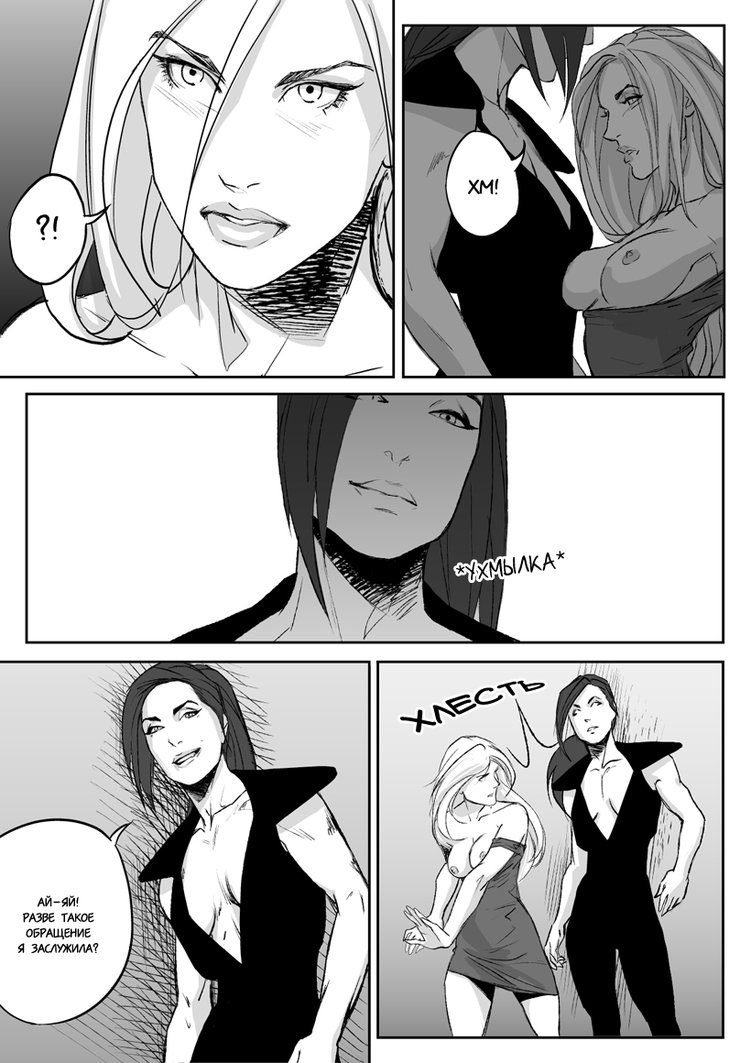 ?!
ХМ!
*УХМЫЛКА*
АЙ-ЯЙ!
РАЗВЕ ТАКОЕ
ОБРАЩЕНИЕ
Я ЗАСЛУЖИЛА?
ХЛЕСТЬ